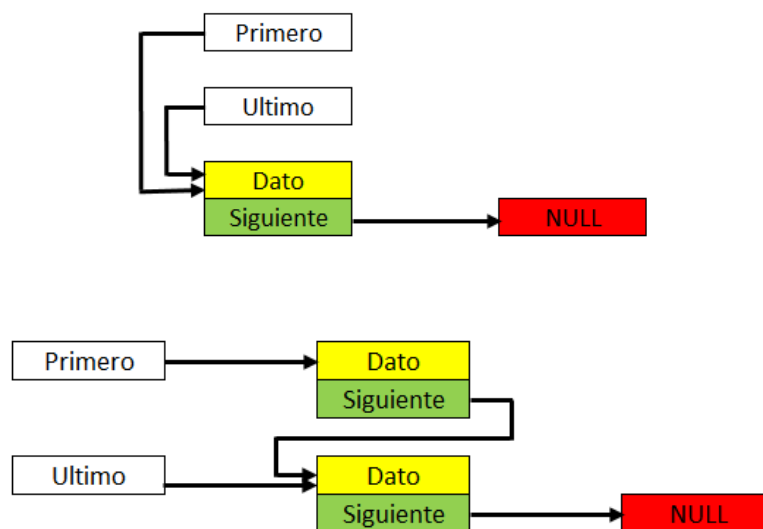 Primero
Ultimo
Dato
Siguiente
NULL
Primero
Dato
Siguiente
Ultimo
Dato
Siguiente
NULL